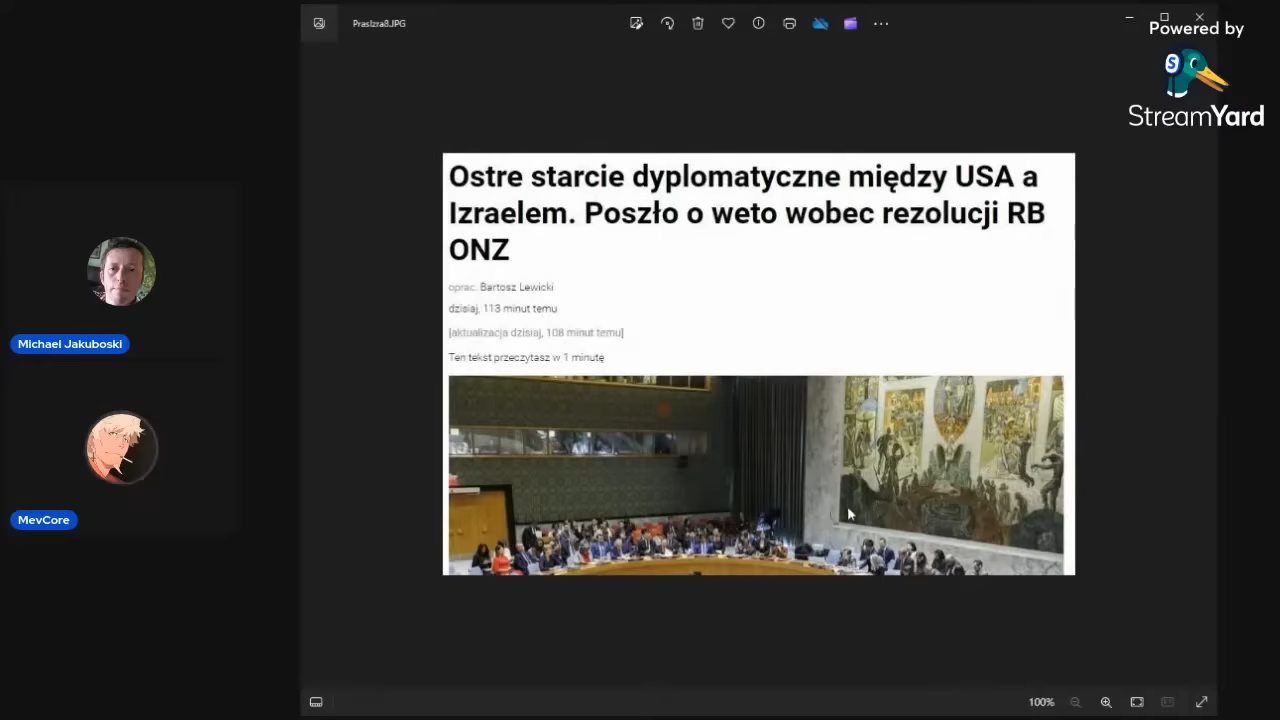 PrasIzra8.JPG
Powered by
StreamYard
Ostre starcie dyplomatyczne między USA a
Izraelem. Poszło o weto wobec rezolucji RB
ONZ
oprac. Bartosz Lewicki
dzisiaj, 113 minut temu
[aktualizacja dzisiaj, 108 minut temu]
Ten tekst przeczytasz w 1 minutę
Michael Jakuboski
MevCore
100%